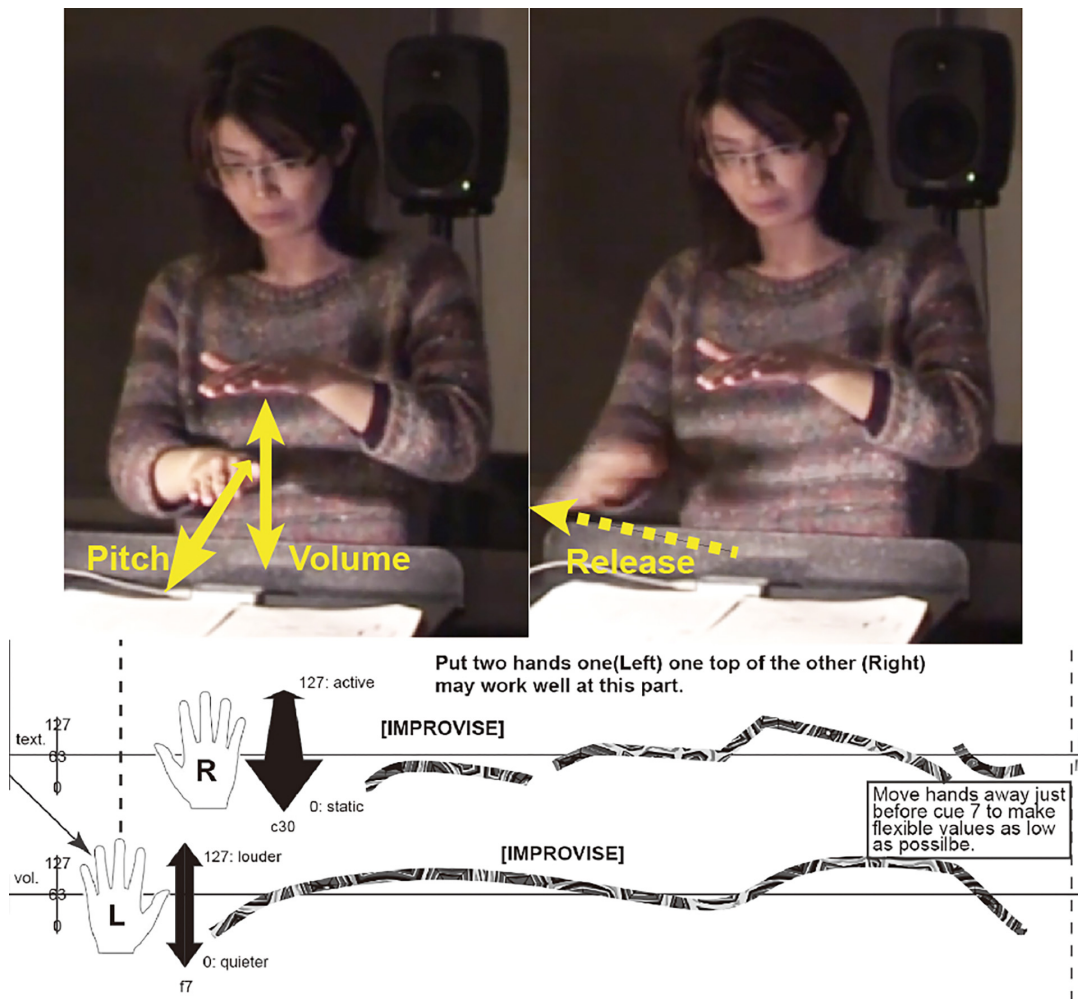 Pitch
Volume
Release
Put two hands one(Left) one top of the other (Right)
may work well at this part.
127: active
[IMPROVISE]
127
text.
63
0
R
0: static
c30
Move hands away just
before cue 7 to make
flexible values as low
as possilbe.
127: louder
[IMPROVISE]
127
vol.
63
0
L
0: quieter
f7